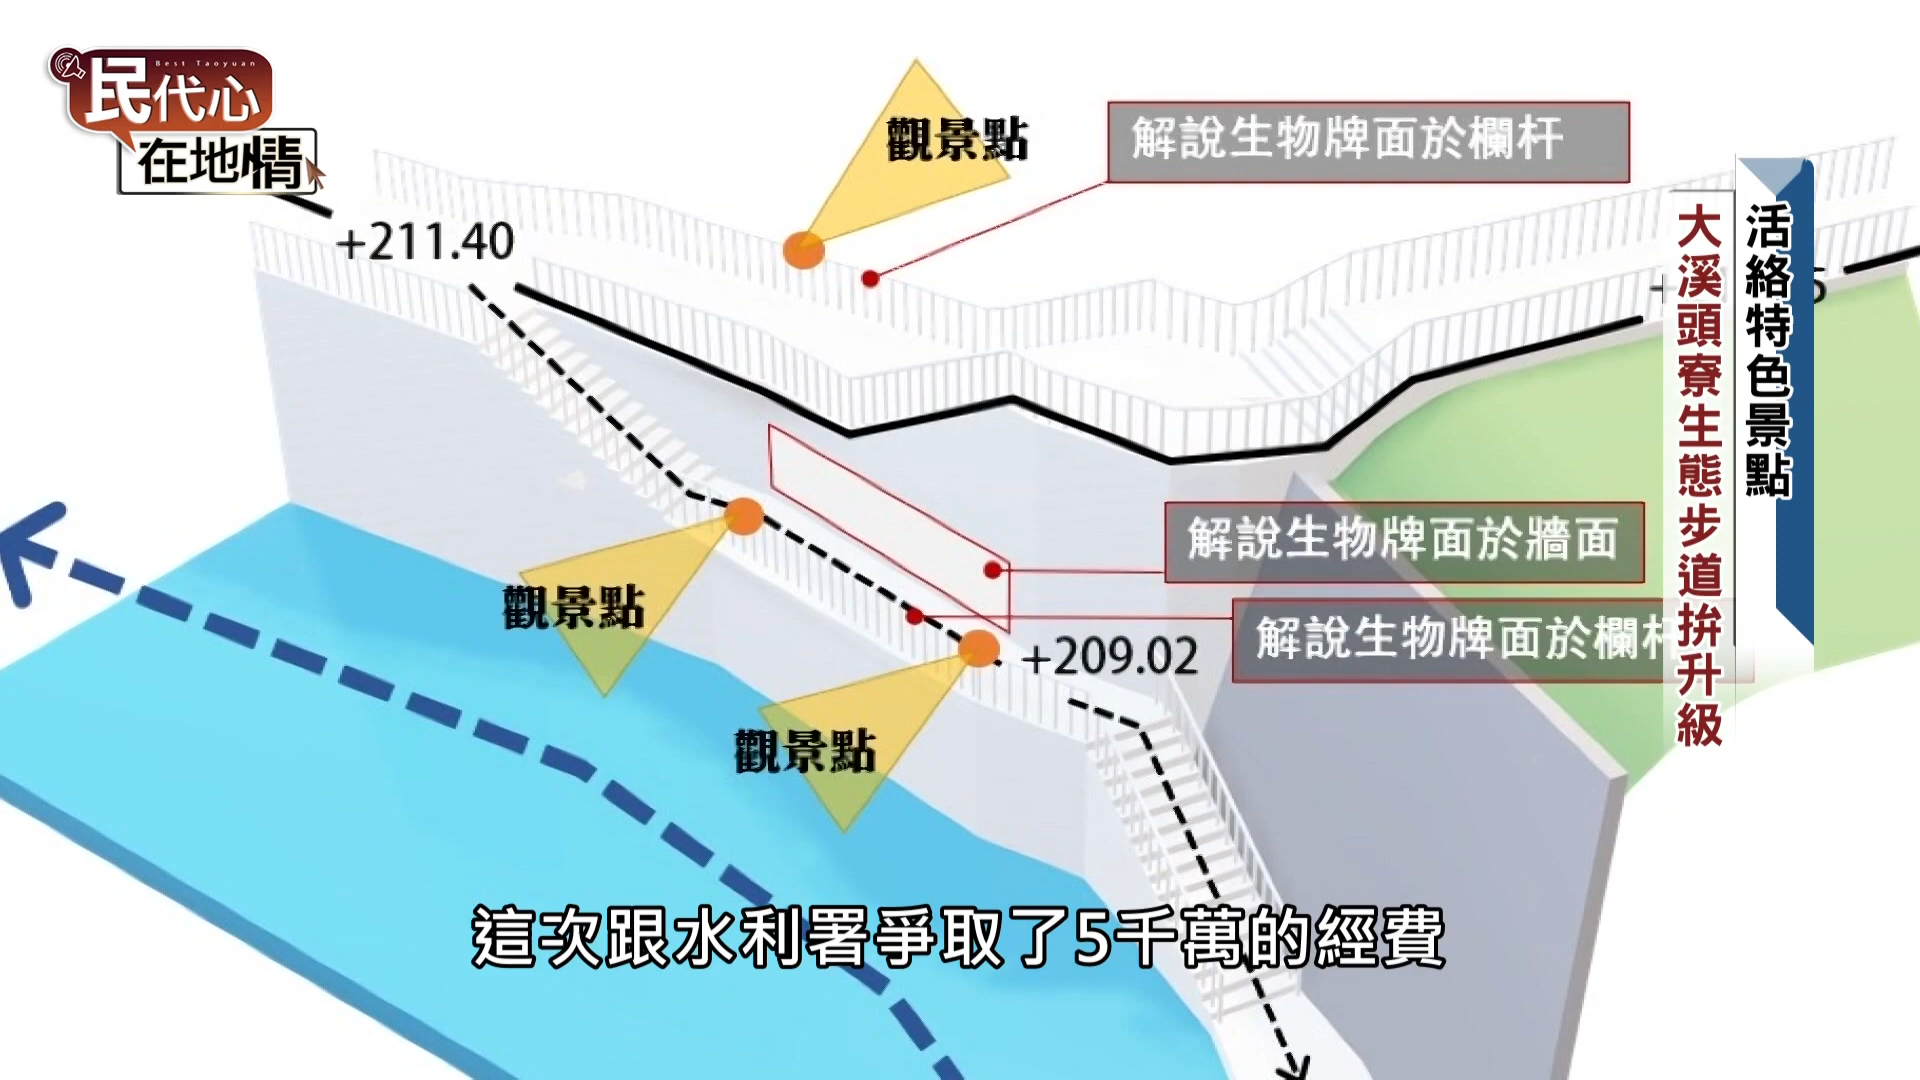 Best Taoyuan
民代心
在地情
觀景點
解說生物牌面於欄杆
+211.40
活絡特色景點
大溪頭寮生態步道拚升級
解說生物牌面於牆面
觀景點
解說生物牌面於欄杆
+209.02
觀景點
這次跟水利署爭取了5千萬的經費